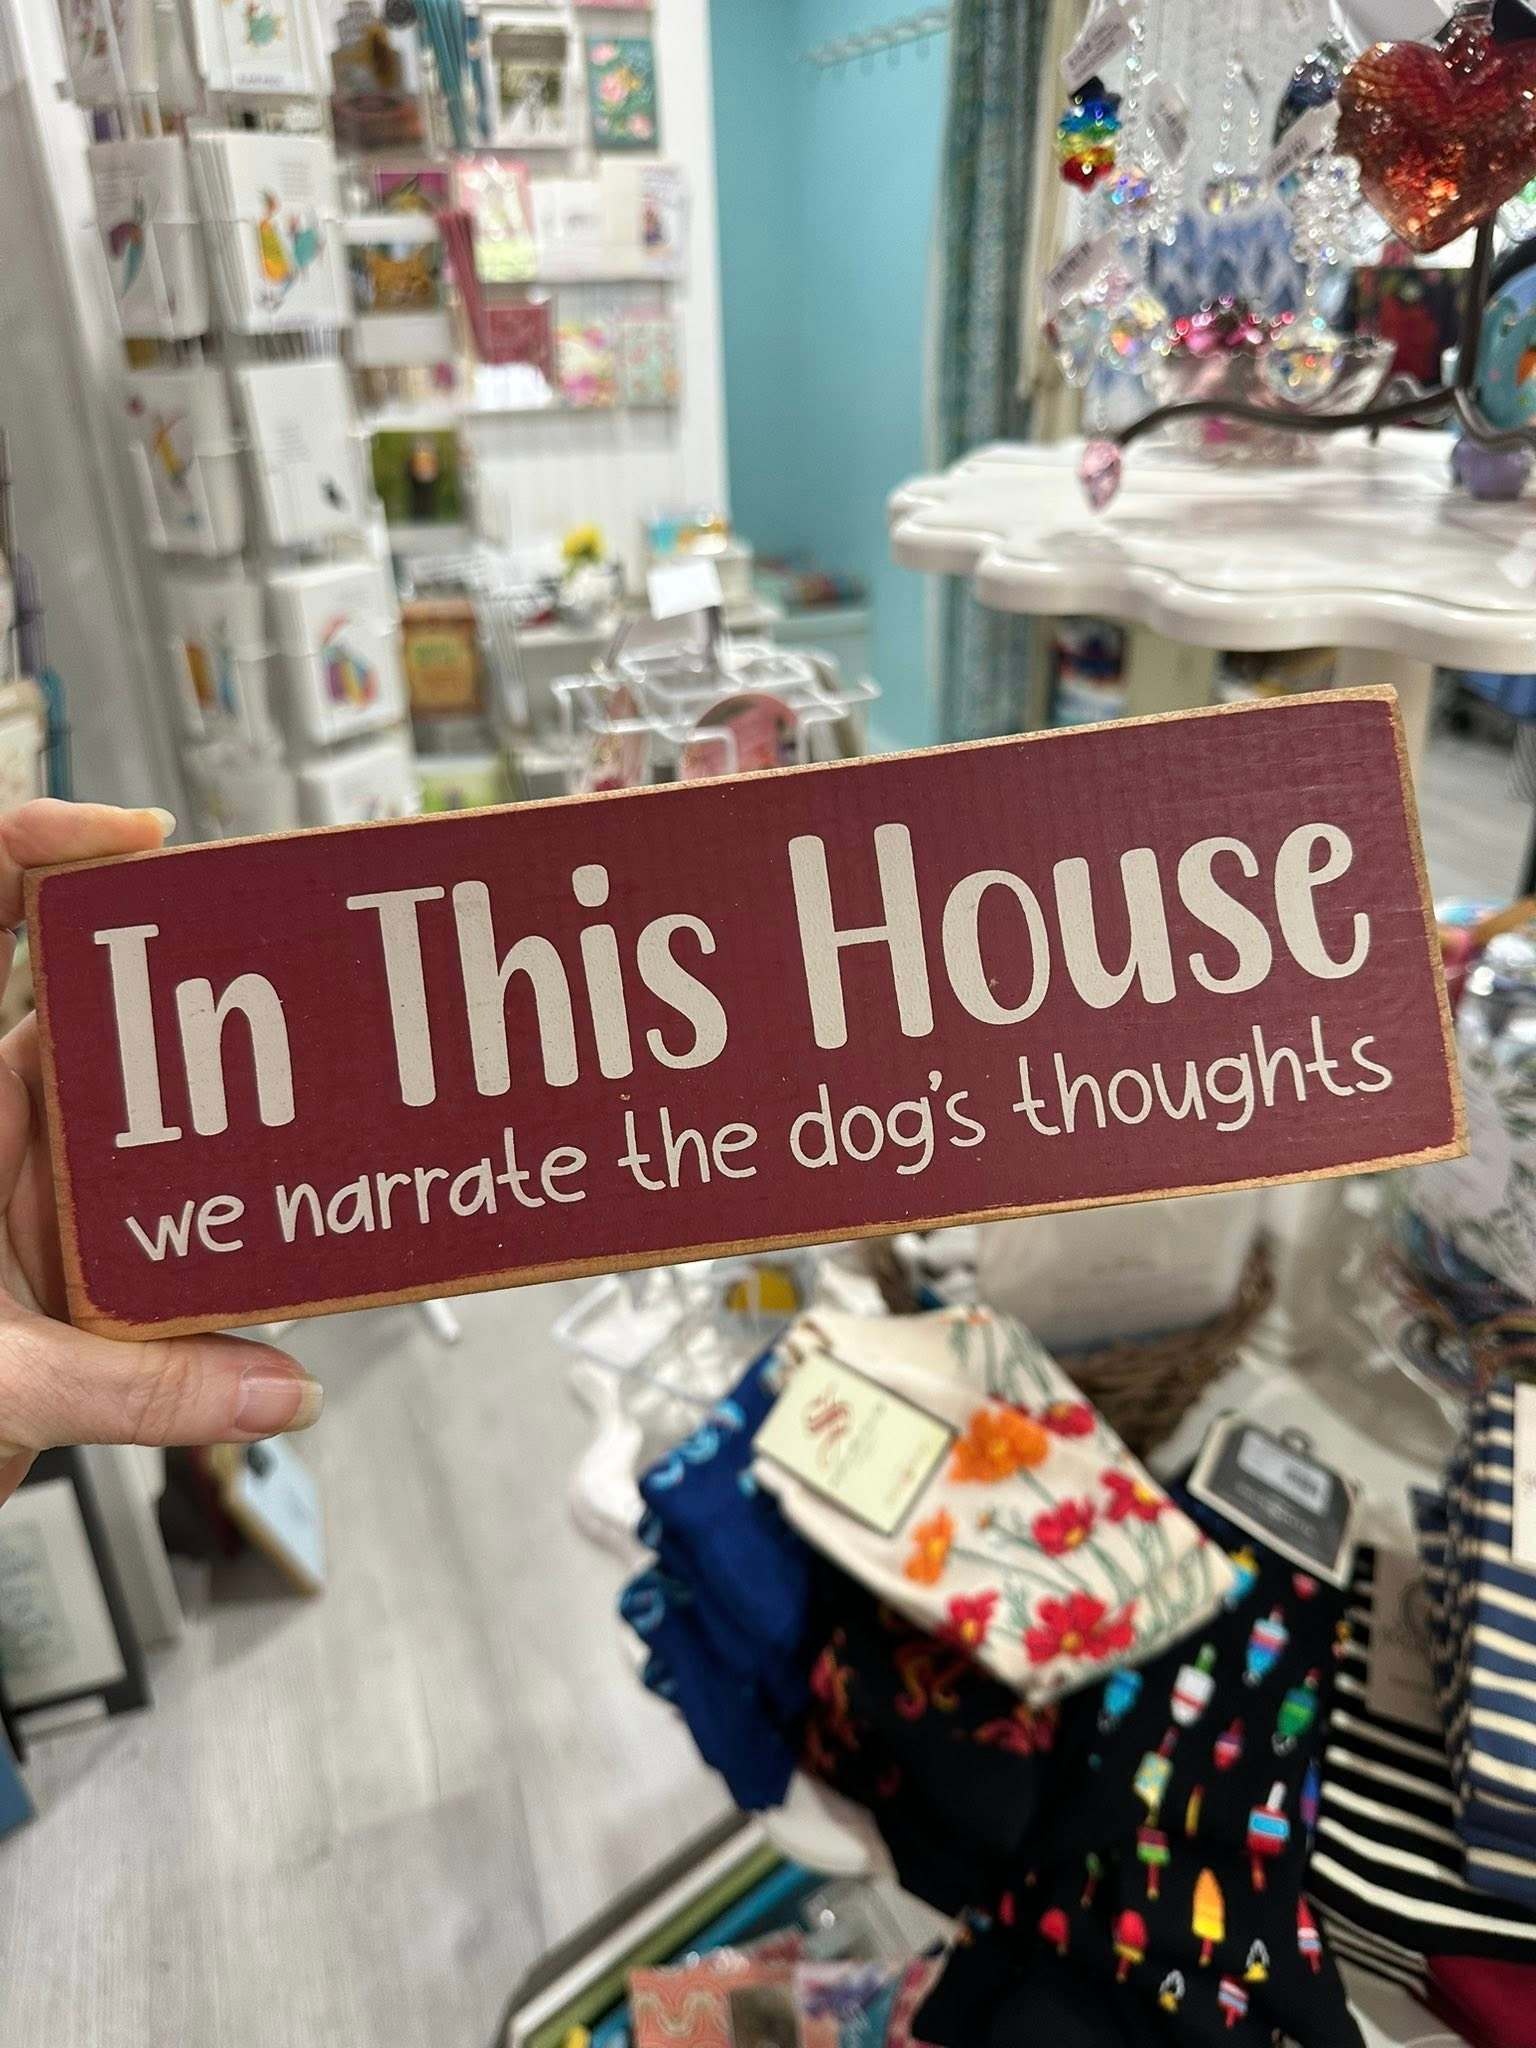 In This House
we narrate the dog's thoughts